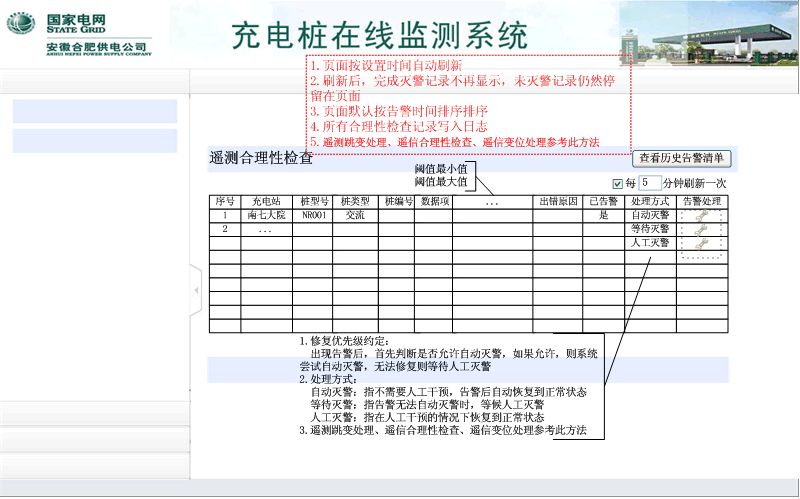 国家电网
STATE GRID
安徽合肥供电公司
ANHUI HEFEI POWER SUPPLY COMPANY
充电桩在线监测系统
1.页面按设置时间自动刷新
2.刷新后，完成灭警记录不再显示，未灭警记录仍然停
留在页面
3.页面默认按告警时间排序排序
4.所有合理性检查记录写入日志
5.遥测跳变处理、遥信合理性检查、遥信变位处理参考此方法
遥测合理性检查
查看历史告警清单
阈值最小值
阈值最大值
每 5 分钟刷新一次
序号 充电站 桩型号 桩类型 桩编号 数据项 ... 出错原因 已告警 处理方式 告警处理
1 南七大院 NR001 交流 是 自动灭警
2 ... 等待灭警
人工灭警
1.修复优先级约定：
出现告警后，首先判断是否允许自动灭警，如果允许，则系统
尝试自动灭警，无法修复则等待人工灭警
2.处理方式：
自动灭警：指不需要人工干预，告警后自动恢复到正常状态
等待灭警：指告警无法自动灭警时，等候人工灭警
人工灭警：指在人工干预的情况下恢复到正常状态
3.遥测跳变处理、遥信合理性检查、遥信变位处理参考此方法